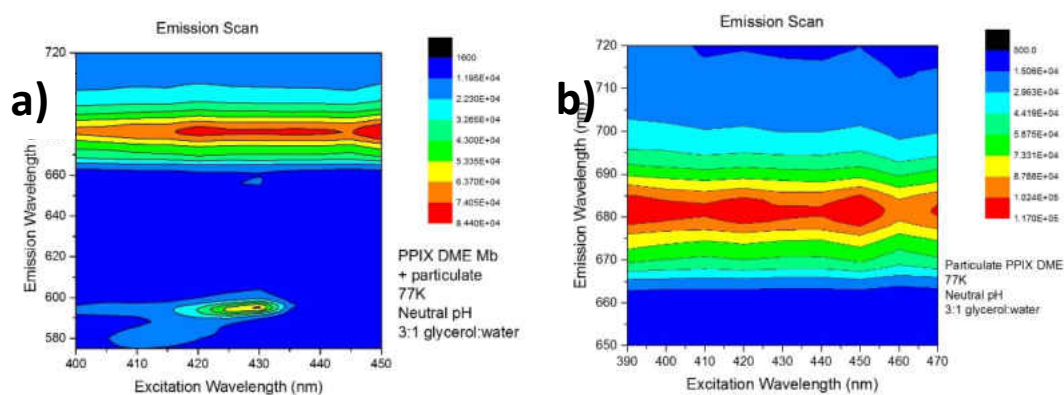 Emission Scan
a)
720
700
660
640
620
600
580
400
410
420
430
440
450
Emission Wavelength (nm)
Excitation Wavelength (nm)
1600
1.195E+04
2.230E+04
3.265E+04
4.300E+04
5.335E+04
6.370E+04
7.405E+04
8.440E+04
PPIX DME Mb
+ particulate
77K
Neutral pH
3:1 glycerol:water
Emission Scan
b)
720
710
700
690
680
670
660
650
390
400
410
420
430
440
450
460
470
Emission Wavelength (nm)
Excitation Wavelength (nm)
500.0
1.506E+04
2.963E+04
4.419E+04
5.875E+04
7.331E+04
8.788E+04
1.024E+05
1.170E+05
Particulate PPIX DME
77K
Neutral pH
3:1 glycerol:water